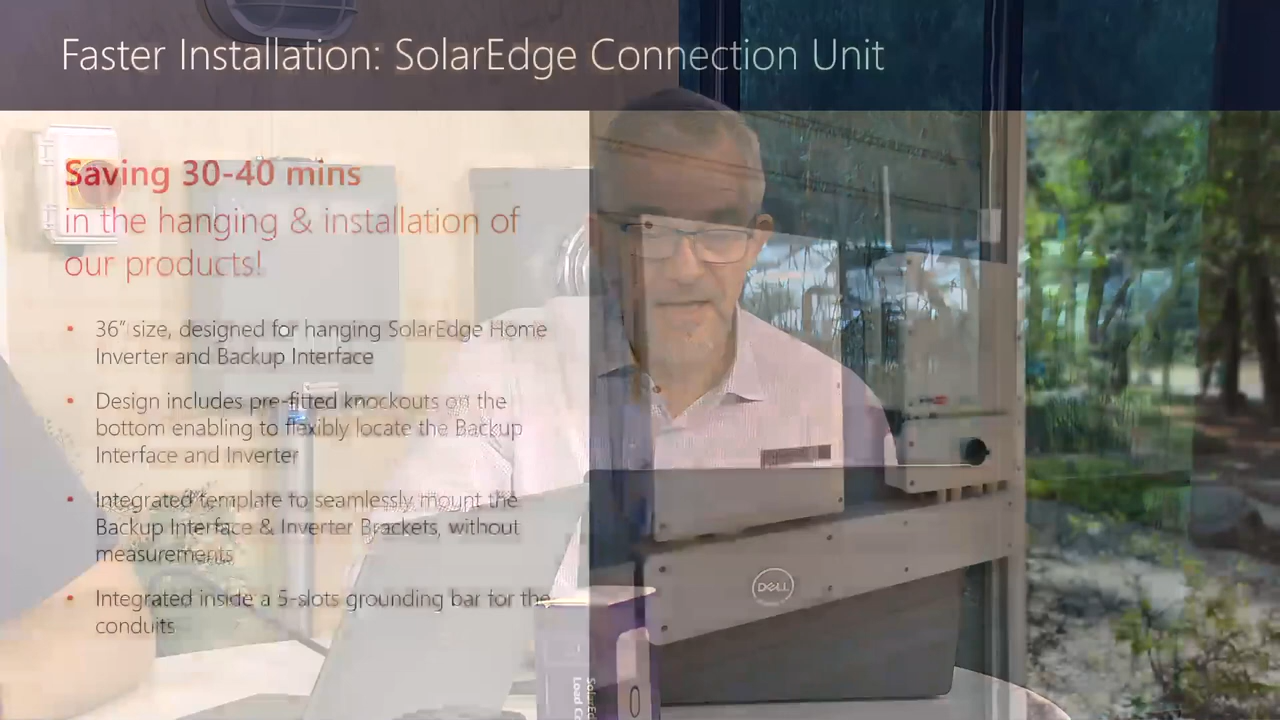 Faster Installation: SolarEdge Connection Unit
Saving 30-40 mins
in the hanging & installation of
our products!
• 36” size, designed for hanging SolarEdge Home
Inverter and Backup Interface
• Design includes pre-fitted knockouts on the
bottom enabling to flexibly locate the Backup
Interface and Inverter
• Integrated template to seamlessly mount the
Backup Interface & Inverter Brackets, without
measurements
• Integrated inside a 5-slots grounding bar for the
conduits
DELL
Load